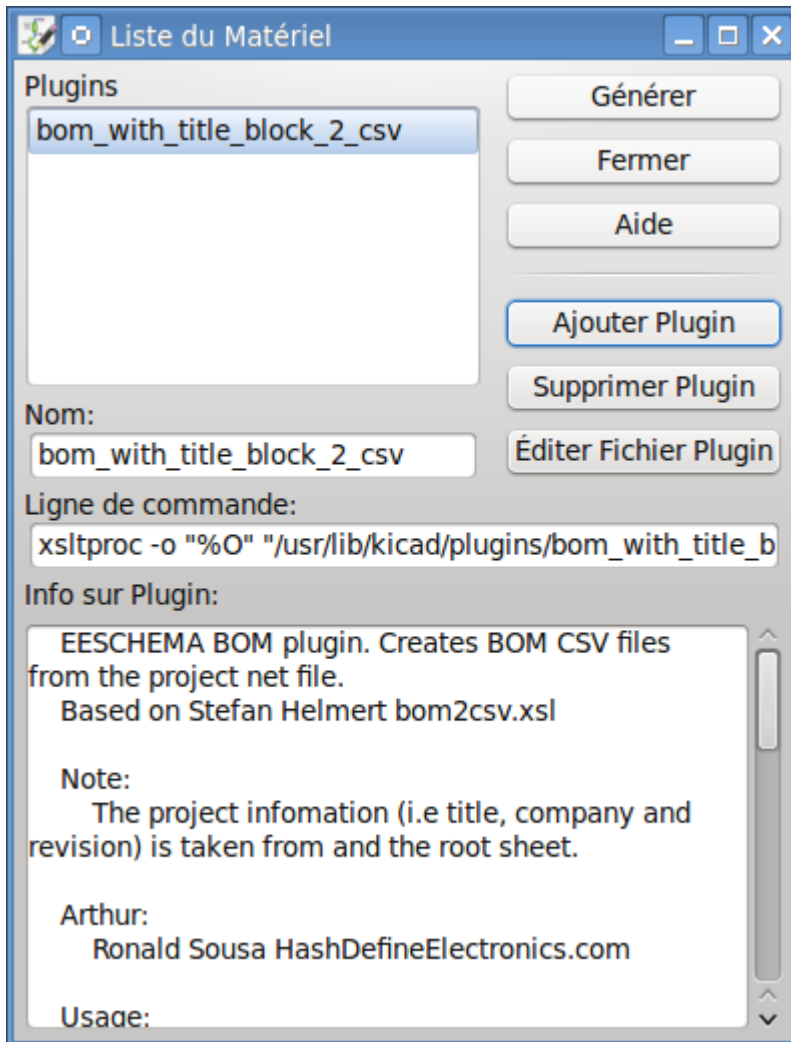 Liste du Matériel
Plugins
bom_with_title_block_2_csv
Générer
Fermer
Aide
Ajouter Plugin
Supprimer Plugin
Éditer Fichier Plugin
Nom:
bom_with_title_block_2_csv
Ligne de commande:
xsltproc -o "%O" "/usr/lib/kicad/plugins/bom_with_title_b
Info sur Plugin:
EESCHEMA BOM plugin. Creates BOM CSV files
from the project net file.
Based on Stefan Helmert bom2csv.xsl
Note:
The project infomation (i.e title, company and
revision) is taken from and the root sheet.
Arthur:
Ronald Sousa HashDefineElectronics.com
Usage: